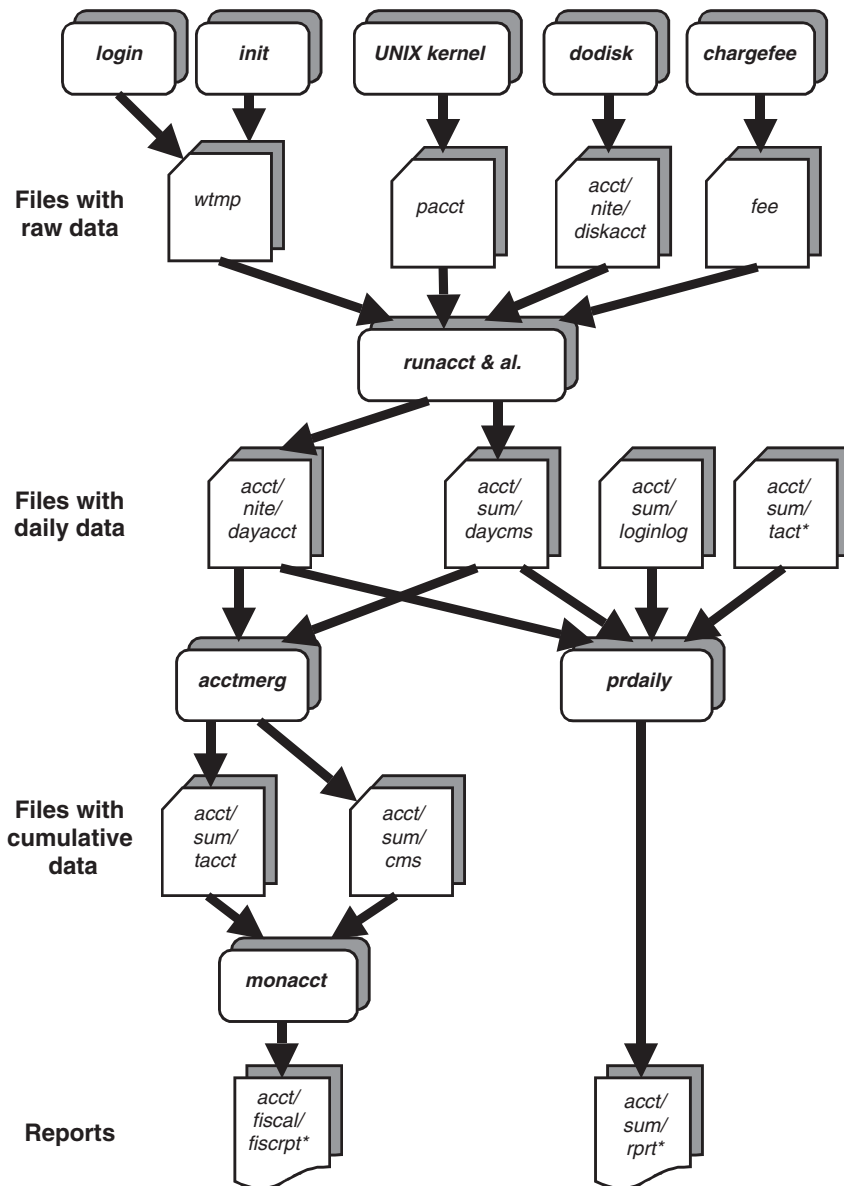 login
init
UNIX kernel
dodisk
chargefee
Files with
raw data
wtmp
pacct
acct/
nite/
diskacct
fee
runacct & al.
Files with
daily data
acct/
nite/
dayacct
acct/
sum/
daycms
acct/
sum/
loginlog
acct/
sum/
tact*
acctmerg
prdaily
Files with
cumulative
data
acct/
sum/
tacct
acct/
sum/
cms
monacct
Reports
acct/
fiscal/
fiscrpt*
acct/
sum/
rprt*